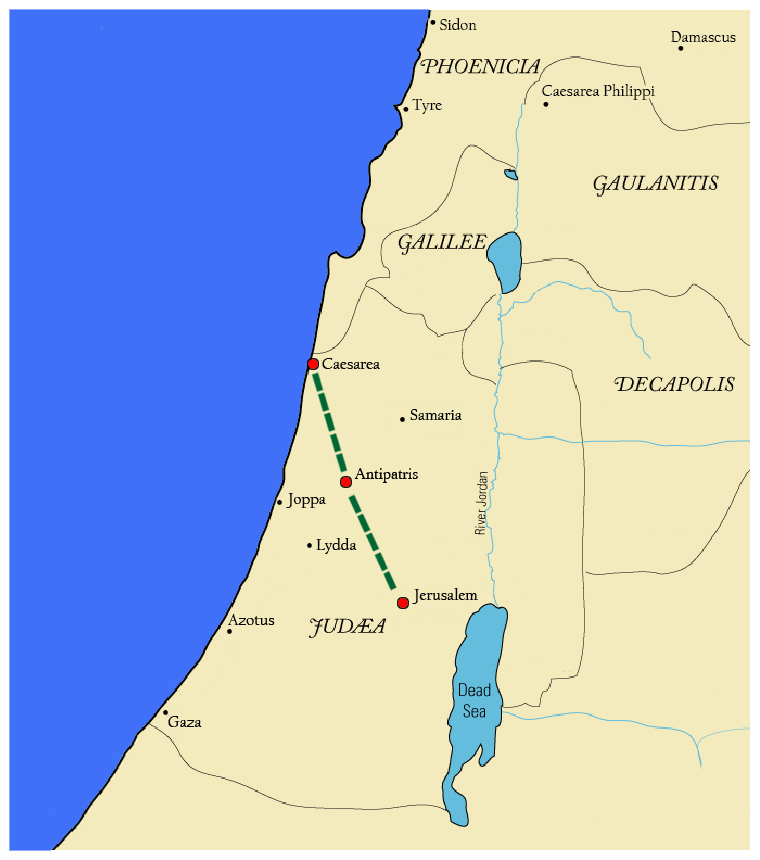 Sidon
Damascus
PHOENICIA
Caesarea Philippi
Tyre
GAULANITIS
GALILEE
Caesarea
DECAPOLIS
Samaria
Antipatris
Joppa
River Jordan
Lydda
Jerusalem
Azotus
JUDÆA
Dead
Sea
Gaza